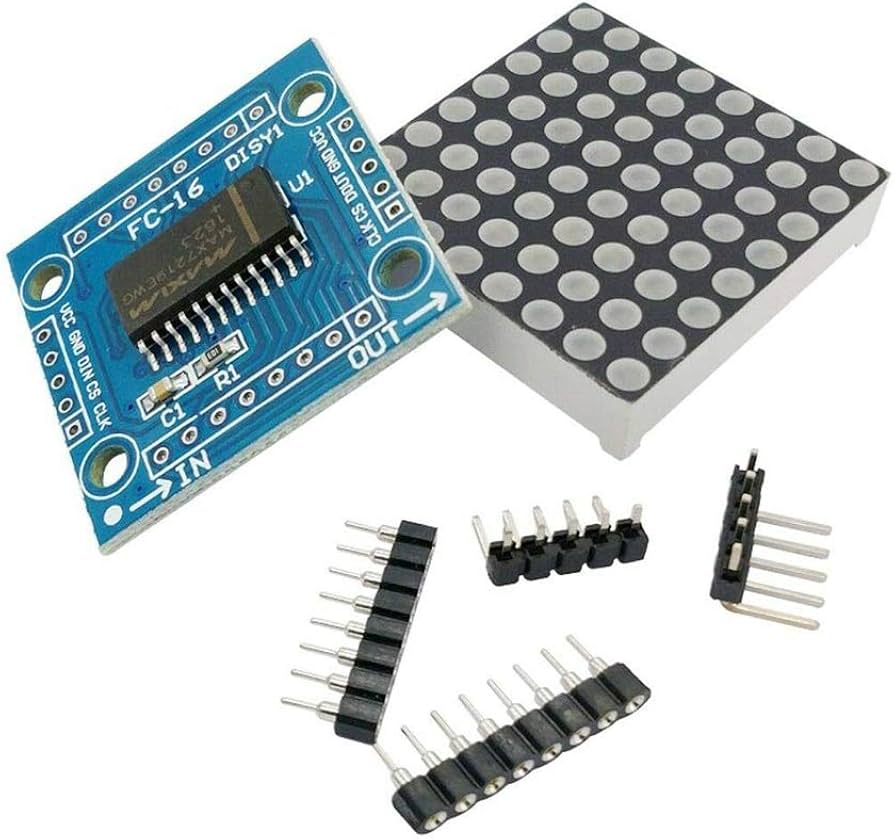 DISY1
FC-16
U1
VCC GND DOUT CS CLK
MAXIM
MAX7219EWG
1823
VCC GND DIN CS CLK
R1
C1
OUT
IN